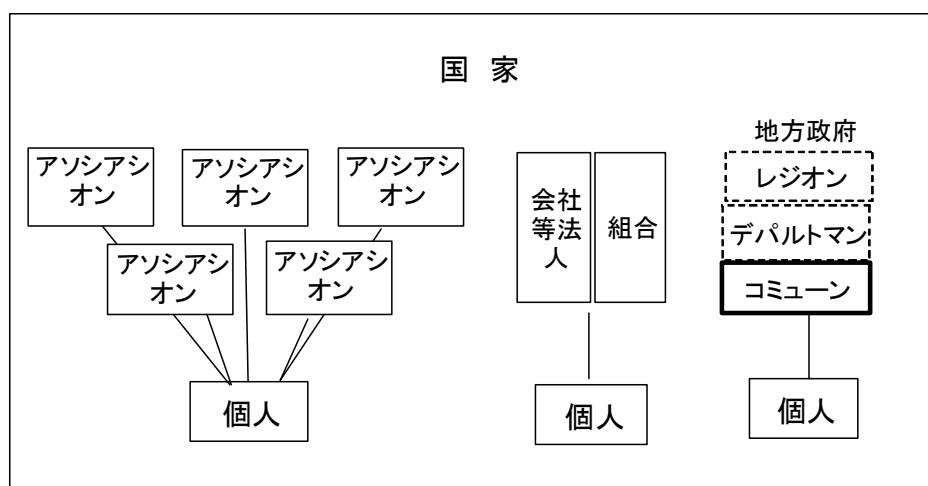 国 家
アソシアシ
オン
アソシアシ
オン
アソシアシ
オン
アソシアシ
オン
アソシアシ
オン
個人
会社
等法
人
組合
個人
地方政府
レジオン
デパルトマン
コミューン
個人